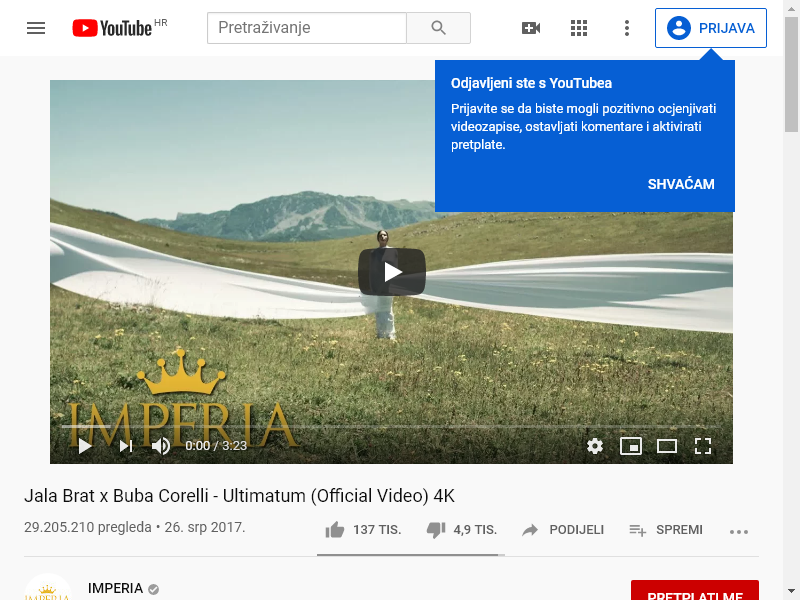 YouTube HR
Pretraživanje
PRIJAVA
Odjavljeni ste s YouTubea
Prijavite se da biste mogli pozitivno ocjenjivati
videozapise, ostavljati komentare i aktivirati
pretplate.
SHVAĆAM
IMPERIA
0:00 / 3:23
Jala Brat x Buba Corelli - Ultimatum (Official Video) 4K
29.205.210 pregleda • 26. srp 2017.
137 TIS.
4,9 TIS.
PODIJELI
SPREMI
IMPERIA
IMPERIA
PRETPLATI ME